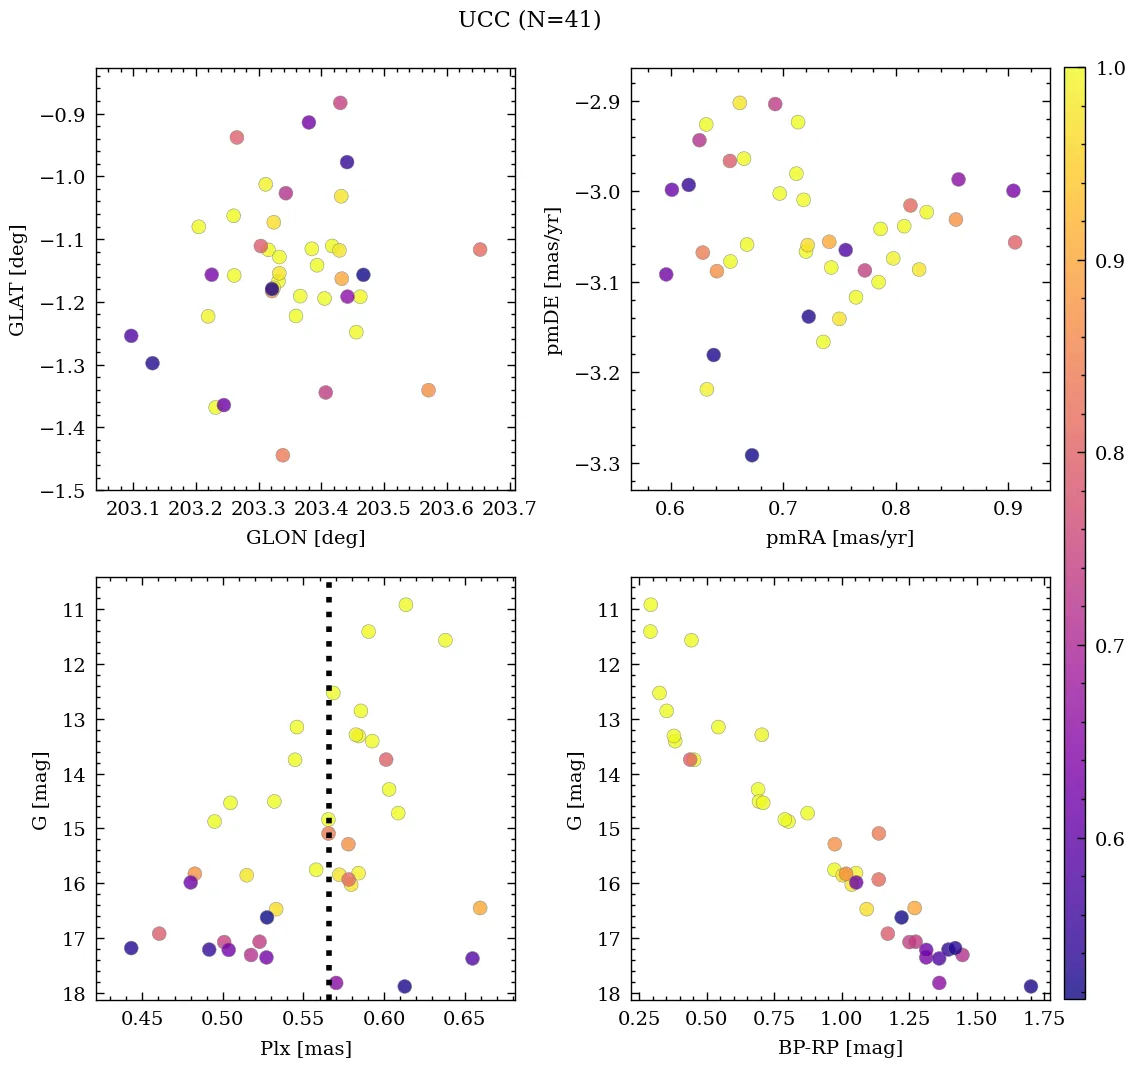 UCC (N=41)
−0.9
−1.0
−1.1
−1.2
−1.3
−1.4
−1.5
GLAT [deg]
203.1 203.2 203.3 203.4 203.5 203.6 203.7
GLON [deg]
−2.9
−3.0
−3.1
−3.2
−3.3
pmDE [mas/yr]
0.6 0.7 0.8 0.9
pmRA [mas/yr]
1.0
0.9
0.8
0.7
0.6
11
12
13
14
15
16
17
18
G [mag]
0.45 0.50 0.55 0.60 0.65
Plx [mas]
11
12
13
14
15
16
17
18
G [mag]
0.25 0.50 0.75 1.00 1.25 1.50 1.75
BP-RP [mag]